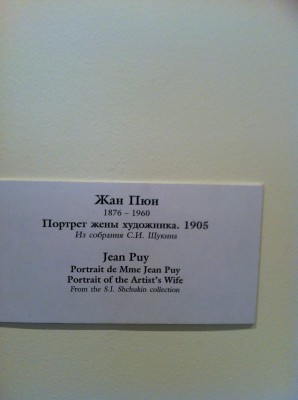 Жан Пюи
1876 – 1960
Портрет жены художника. 1905
Из собрания С.И. Щукина
Jean Puy
Portrait de Mme Jean Puy
Portrait of the Artist's Wife
From the S.I. Shchukin collection